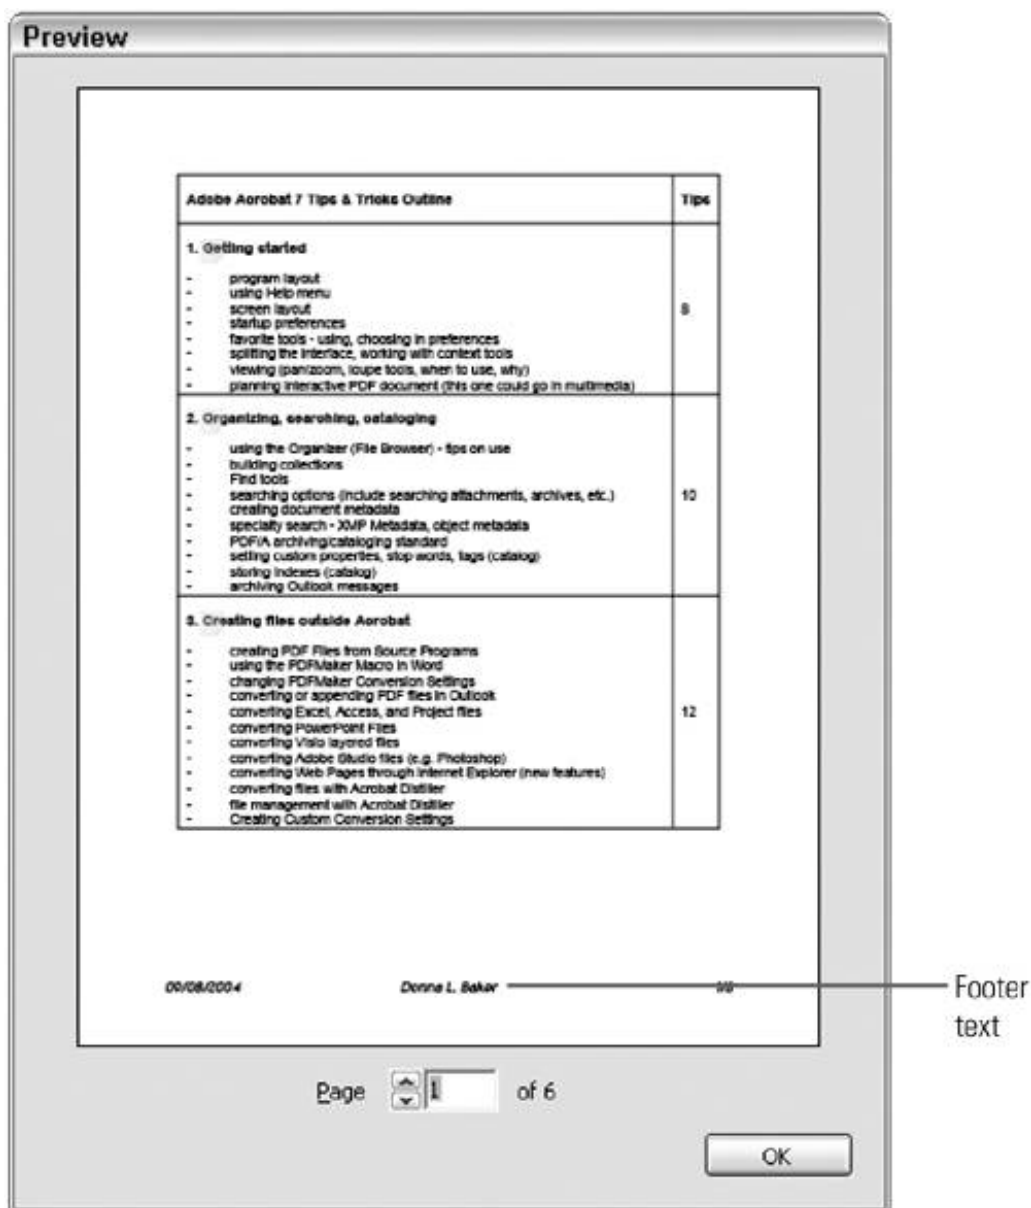 Preview
Adobe Acrobat 7 Tips & Tricks Outline Tips
1. Getting started
- program layout
- using Help menu
- screen layout
- startup preferences
- favorite tools - using, choosing in preferences
- splitting the interface, working with context tools
- viewing (pan/zoom, loupe tools, when to use, why)
- planning interactive PDF document (this one could go in multimedia)
8
2. Organizing, searching, cataloging
- using the Organizer (File Browser) - tips on use
- building collections
- Find tools
- searching options (include searching attachments, archives, etc.)
- creating document metadata
- specialty search - XMP Metadata, object metadata
- PDF/A archiving/cataloging standard
- setting custom properties, stop words, tags (catalog)
- storing indexes (catalog)
- archiving Outlook messages
10
3. Creating files outside Acrobat
- creating PDF Files from Source Programs
- using the PDFMaker Macro in Word
- changing PDFMaker Conversion Settings
- converting or appending PDF files in Outlook
- converting Excel, Access, and Project files
- converting PowerPoint Files
- converting Visio layered files
- converting Adobe Studio files (e.g. Photoshop)
- converting Web Pages through Internet Explorer (new features)
- converting files with Acrobat Distiller
- file management with Acrobat Distiller
- Creating Custom Conversion Settings
12
09/08/2004 Donna L. Baker
Footer
text
Page 1 of 6
OK